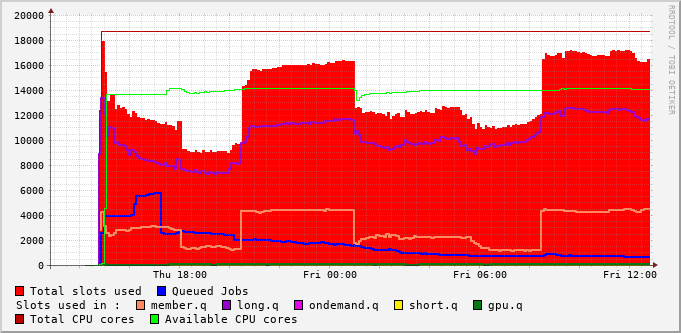 20000
18000
16000
14000
12000
10000
8000
6000
4000
2000
0
Thu 18:00 Fri 00:00 Fri 06:00 Fri 12:00
RRDTOOL / TOBI OETIKER
Total slots used Queued Jobs
Slots used in : member.q long.q ondemand.q short.q gpu.q
Total CPU cores Available CPU cores